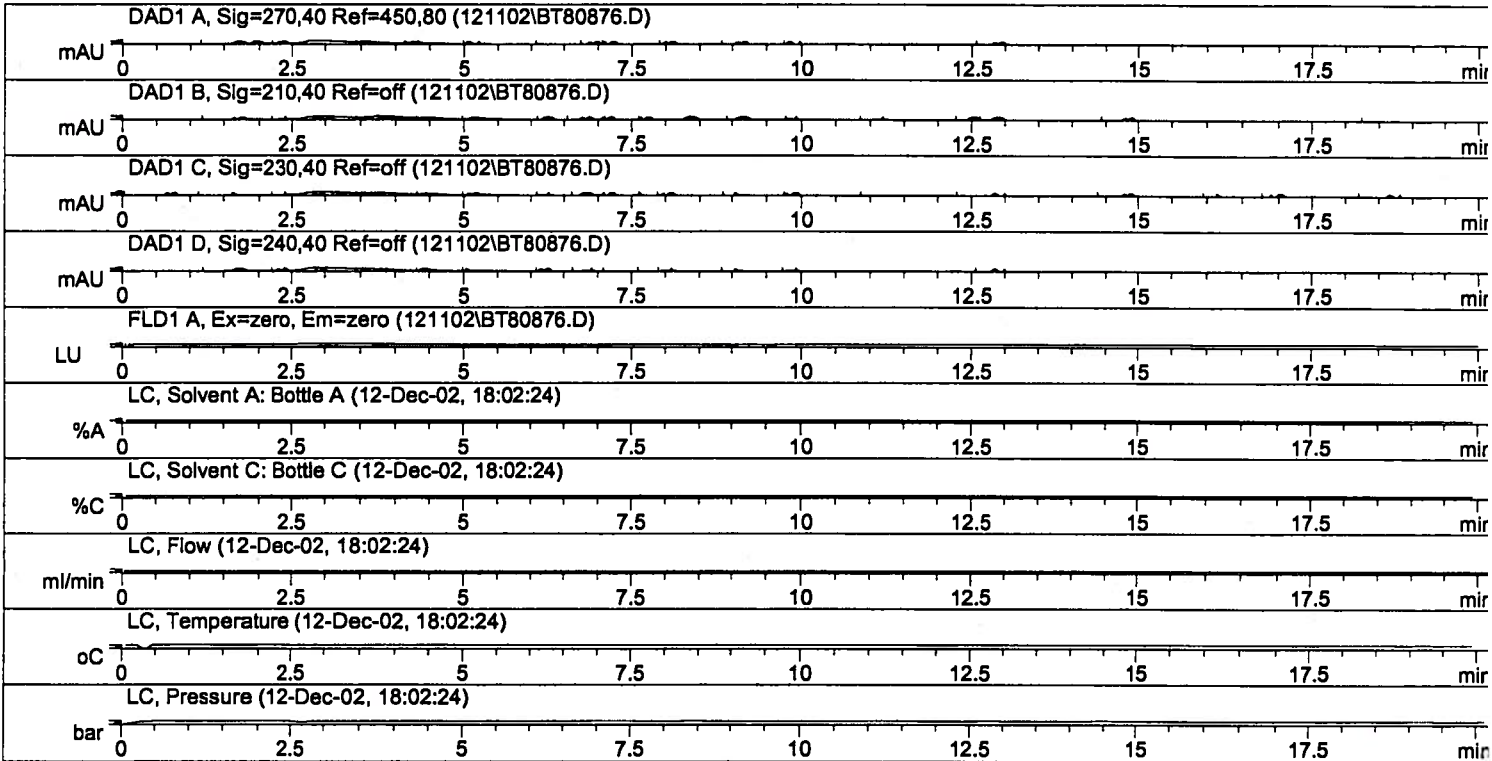 DAD1 A, Sig=270,40 Ref=450,80 (121102\BT80876.D)
mAU
0 2.5 5 7.5 10 12.5 15 17.5 min
DAD1 B, Sig=210,40 Ref=off (121102\BT80876.D)
mAU
0 2.5 5 7.5 10 12.5 15 17.5 min
DAD1 C, Sig=230,40 Ref=off (121102\BT80876.D)
mAU
0 2.5 5 7.5 10 12.5 15 17.5 min
DAD1 D, Sig=240,40 Ref=off (121102\BT80876.D)
mAU
0 2.5 5 7.5 10 12.5 15 17.5 min
FLD1 A, Ex=zero, Em=zero (121102\BT80876.D)
LU
0 2.5 5 7.5 10 12.5 15 17.5 min
LC, Solvent A: Bottle A (12-Dec-02, 18:02:24)
%A
0 2.5 5 7.5 10 12.5 15 17.5 min
LC, Solvent C: Bottle C (12-Dec-02, 18:02:24)
%C
0 2.5 5 7.5 10 12.5 15 17.5 min
LC, Flow (12-Dec-02, 18:02:24)
ml/min
0 2.5 5 7.5 10 12.5 15 17.5 min
LC, Temperature (12-Dec-02, 18:02:24)
oC
0 2.5 5 7.5 10 12.5 15 17.5 min
LC, Pressure (12-Dec-02, 18:02:24)
bar
0 2.5 5 7.5 10 12.5 15 17.5 min